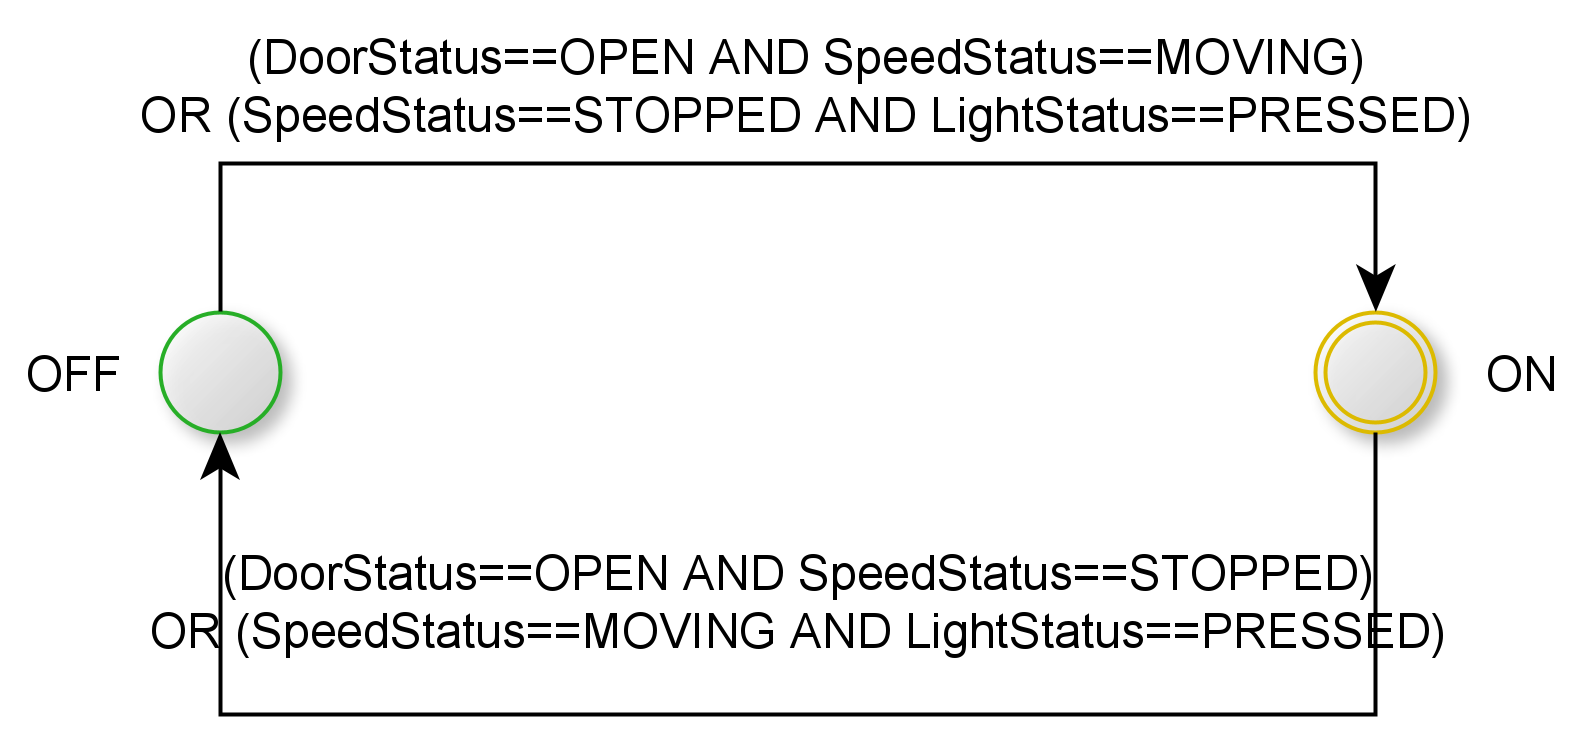 (DoorStatus==OPEN AND SpeedStatus==MOVING)
OR (SpeedStatus==STOPPED AND LightStatus==PRESSED)
OFF
ON
(DoorStatus==OPEN AND SpeedStatus==STOPPED)
OR (SpeedStatus==MOVING AND LightStatus==PRESSED)